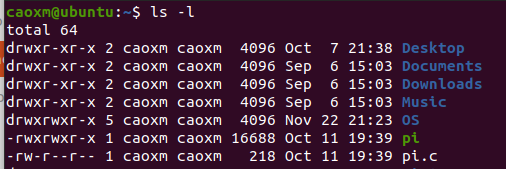 caoxm@ubuntu:~$ ls -l
total 64
drwxr-xr-x 2 caoxm caoxm  4096 Oct  7 21:38 Desktop
drwxr-xr-x 2 caoxm caoxm  4096 Sep  6 15:03 Documents
drwxr-xr-x 2 caoxm caoxm  4096 Sep  6 15:03 Downloads
drwxr-xr-x 2 caoxm caoxm  4096 Sep  6 15:03 Music
drwxrwxr-x 5 caoxm caoxm  4096 Nov 22 21:23 OS
-rwxrwxr-x 1 caoxm caoxm 16688 Oct 11 19:39 pi
-rw-r--r-- 1 caoxm caoxm   218 Oct 11 19:39 pi.c